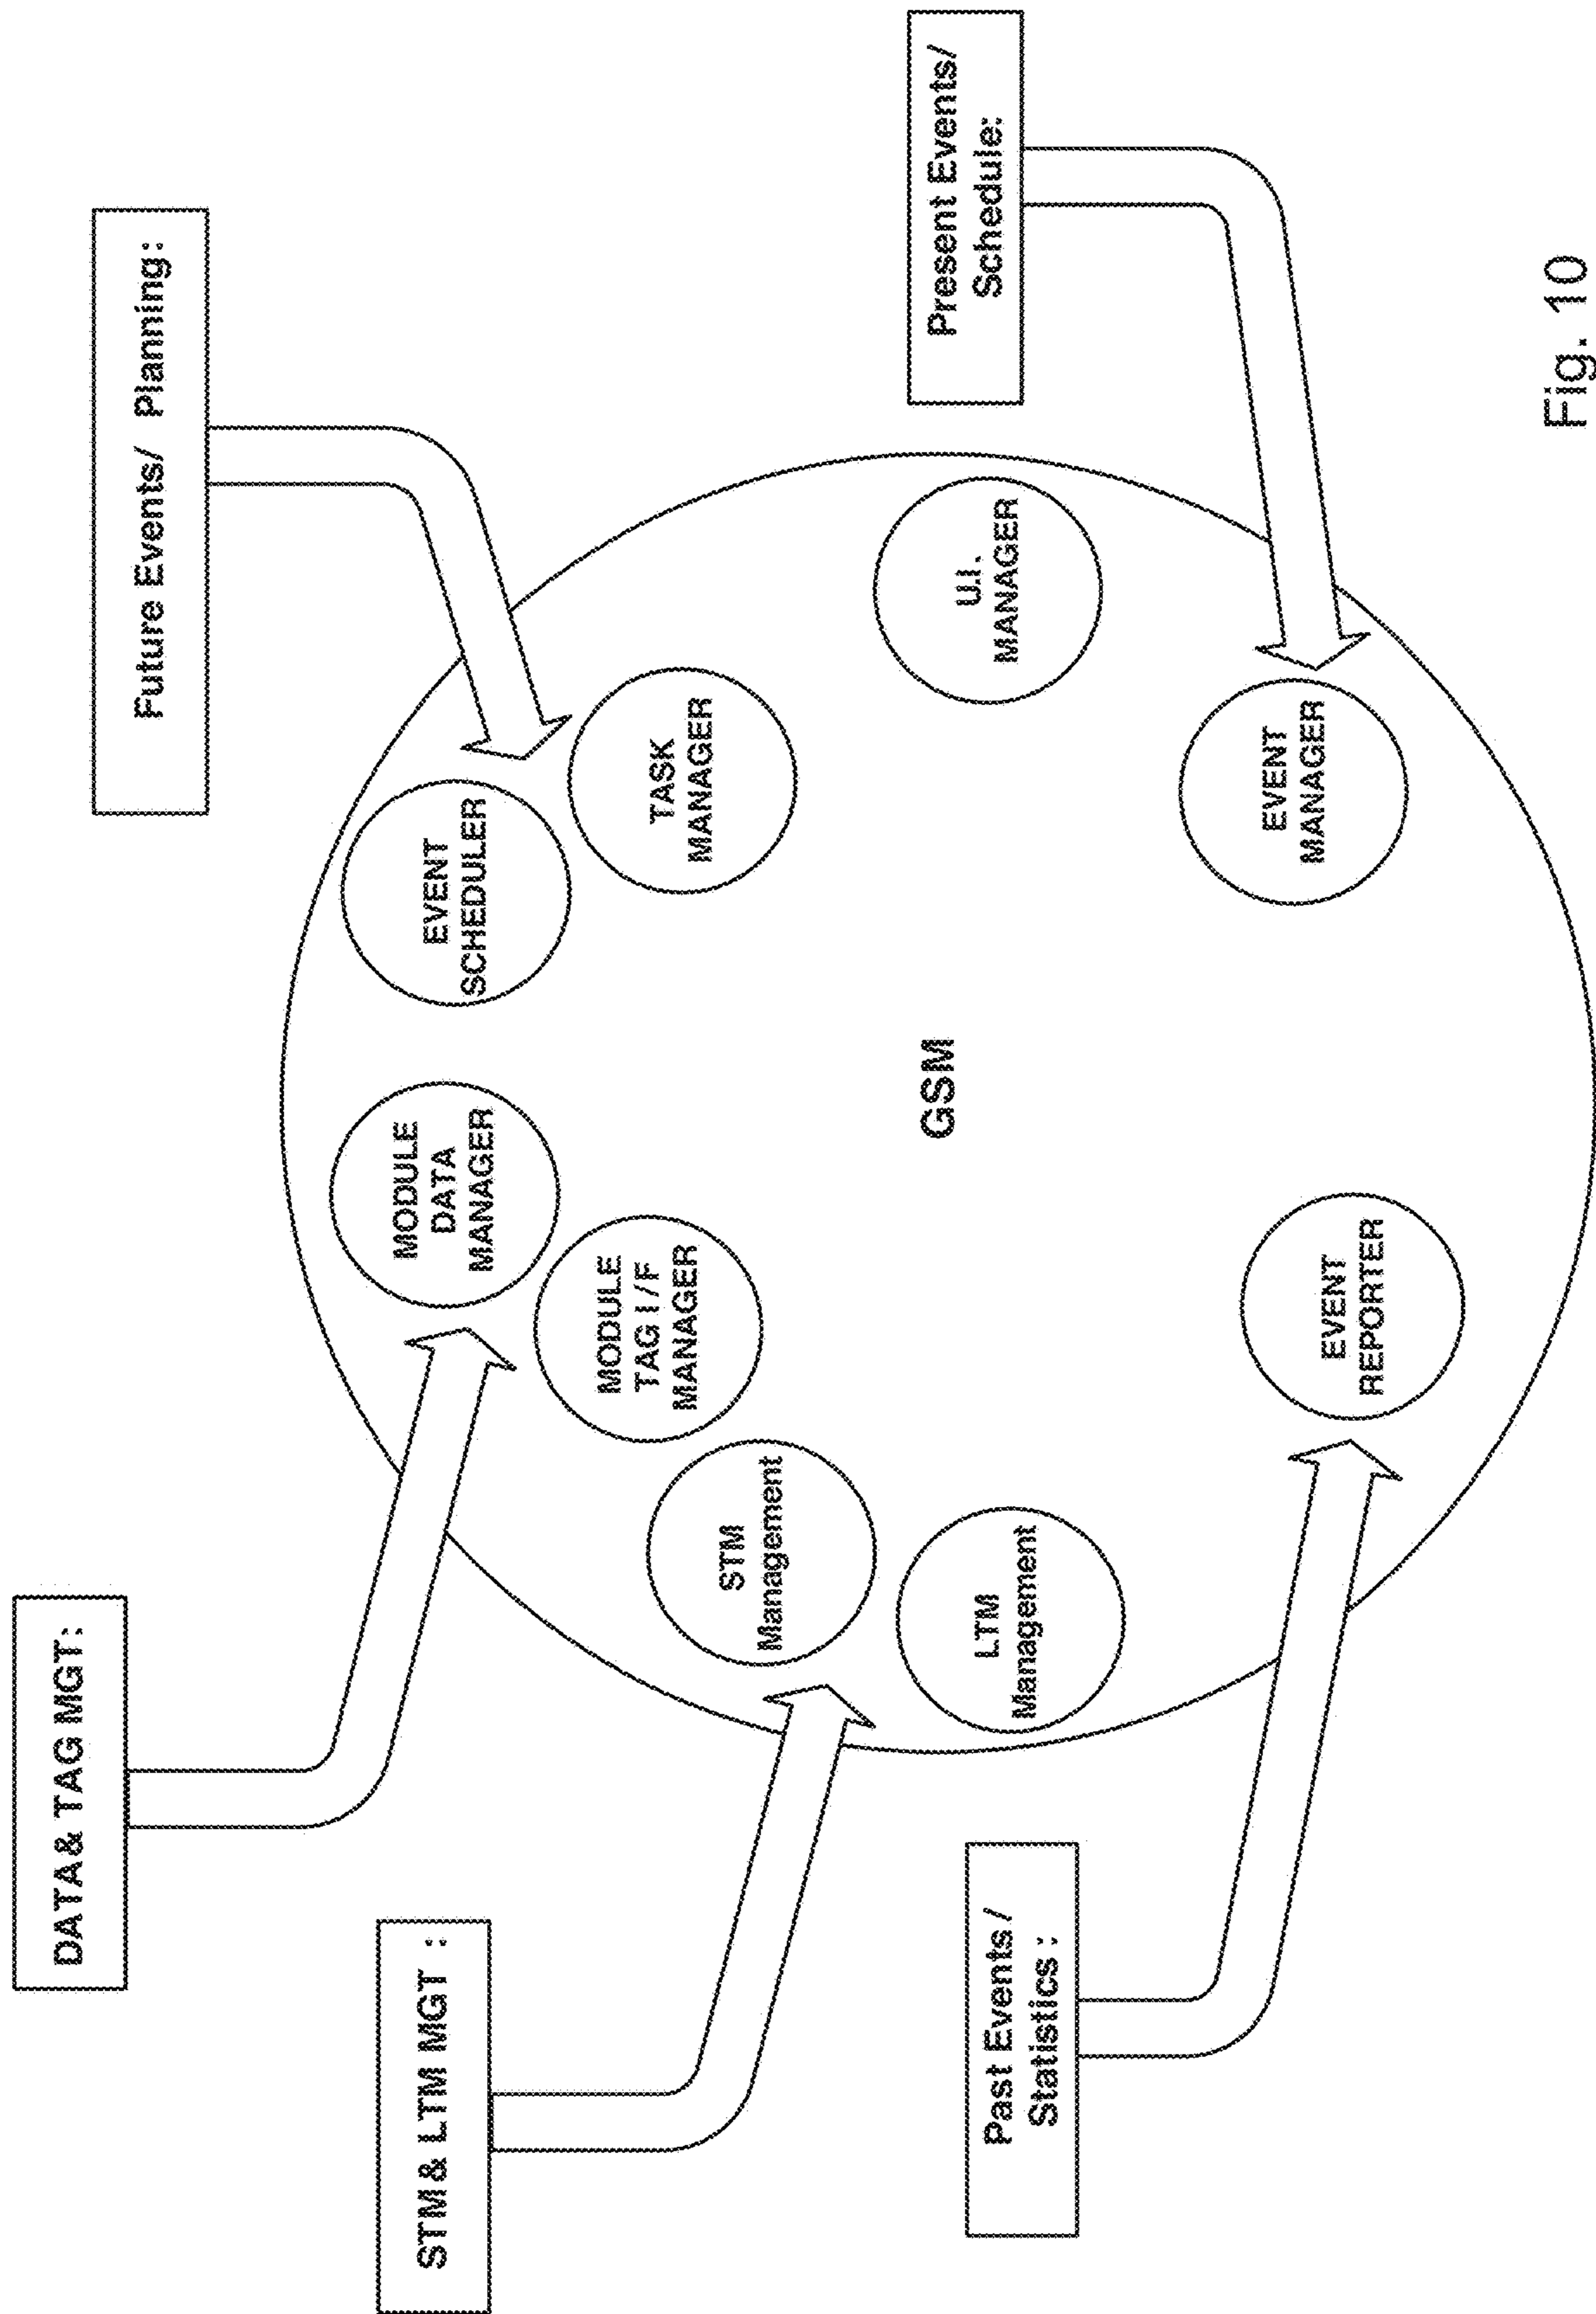 DATA& TAG MGT:
Future Events/ Planning:
STM& LTM MGT :
MODULE
DATA
MANAGER
EVENT
SCHEDULER
MODULE
TAG I/F
MANAGER
TASK
MANAGER
STM
Management
LTM
Management
GSM
U.I.
MANAGER
Present Events/
Schedule:
Past Events/
Statistics :
EVENT
REPORTER
EVENT
MANAGER
Fig. 10